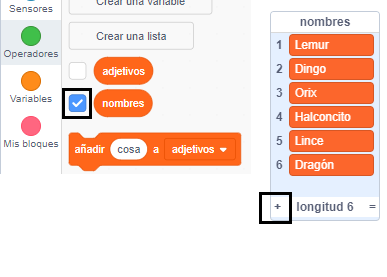 Sensores
Operadores
Variables
Mis bloques
Crear una variable
Crear una lista
adjetivos
nombres
añadir cosa a adjetivos
nombres
1 Lemur
2 Dingo
3 Orix
4 Halconcito
5 Lince
6 Dragón
+ longitud 6 =